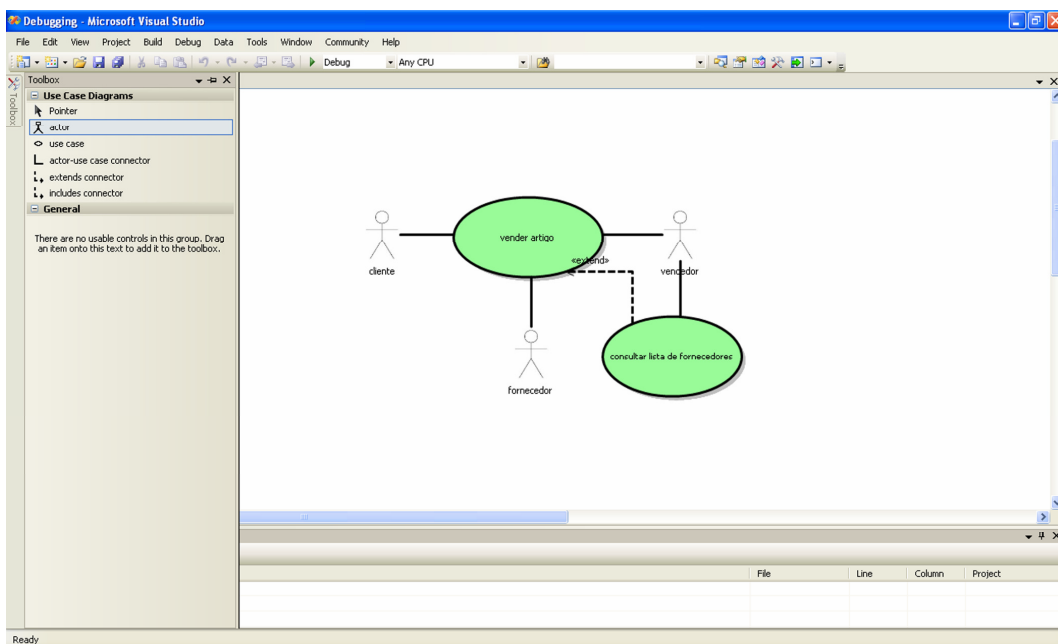 Debugging - Microsoft Visual Studio
File Edit View Project Build Debug Data Tools Window Community Help
Debug Any CPU
Toolbox
Toolbox
Use Case Diagrams
Pointer
actor
use case
actor-use case connector
extends connector
includes connector
General
There are no usable controls in this group. Drag
an item onto this text to add it to the toolbox.
vender artigo
«extend»
cliente
vendedor
consultar lista de fornecedores
fornecedor
File Line Column Project
Ready